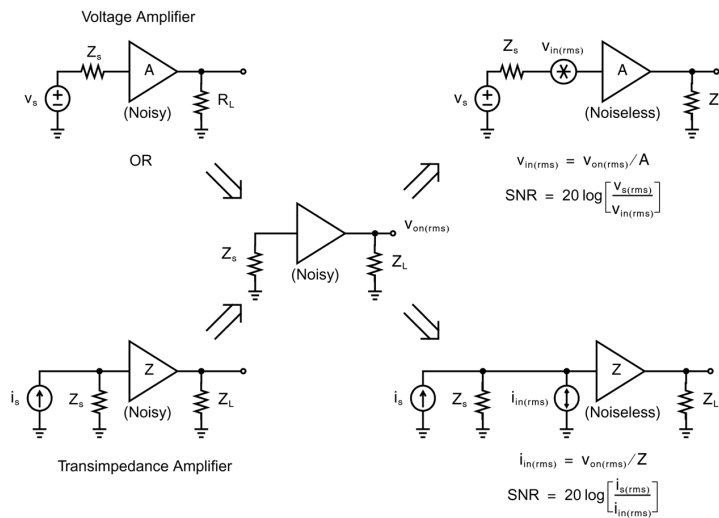 Voltage Amplifier
Z_s
A
v_s
(Noisy)
R_L
OR
Z_s
v_in(rms)
A
v_s
(Noiseless)
Z
v_in(rms) = v_on(rms)/A
SNR = 20 log[v_s(rms)/v_in(rms)]
v_on(rms)
Z_s
(Noisy)
Z_L
Z
i_s
Z_s
(Noisy)
Z_L
Transimpedance Amplifier
Z
i_s
Z_s
i_in(rms)
(Noiseless)
Z_L
i_in(rms) = v_on(rms)/Z
SNR = 20 log[i_s(rms)/i_in(rms)]